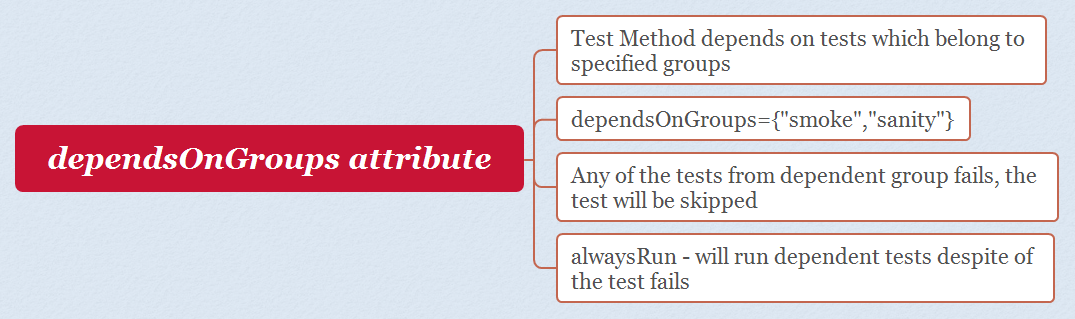 dependsOnGroups attribute
Test Method depends on tests which belong to
specified groups
dependsOnGroups={"smoke","sanity"}
Any of the tests from dependent group fails, the
test will be skipped
alwaysRun - will run dependent tests despite of
the test fails